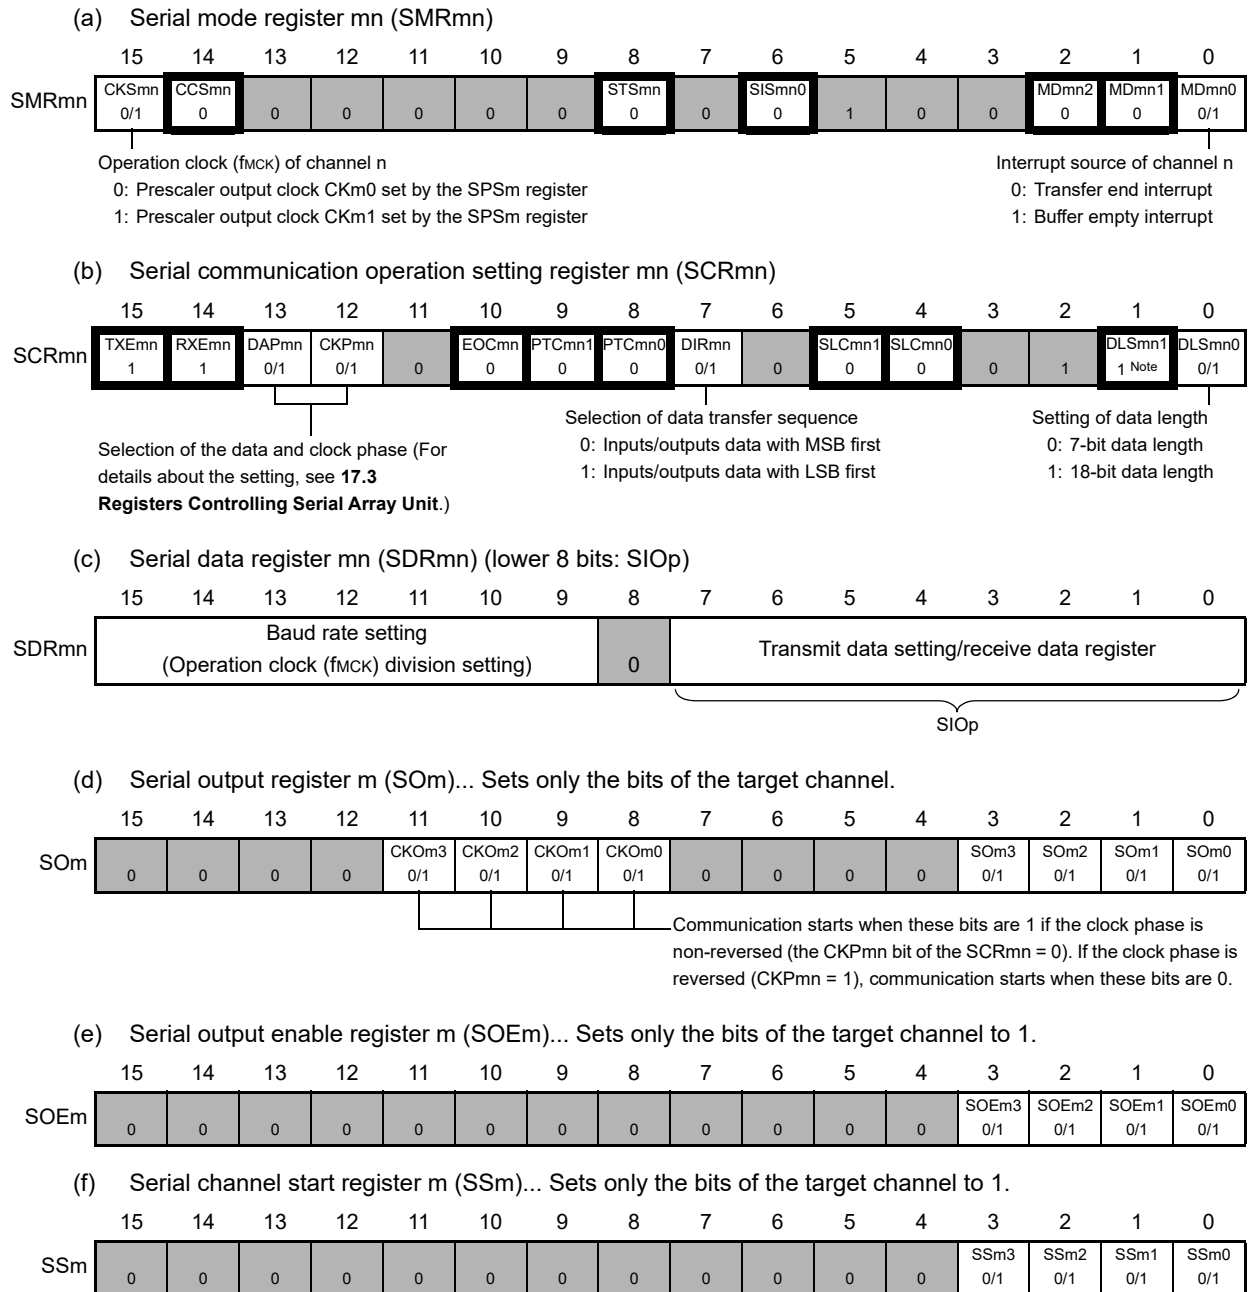 (a) Serial mode register mn (SMRmn)
15 14 13 12 11 10 9 8 7 6 5 4 3 2 1 0
SMRmn CKSmn CCSmn STSmn SISmn0 MDmn2 MDmn1 MDmn0
0/1 0 0 0 0 0 0 0 0 0 1 0 0 0 0 0/1
Operation clock (fMCK) of channel n
0: Prescaler output clock CKm0 set by the SPSm register
1: Prescaler output clock CKm1 set by the SPSm register
Interrupt source of channel n
0: Transfer end interrupt
1: Buffer empty interrupt
(b) Serial communication operation setting register mn (SCRmn)
15 14 13 12 11 10 9 8 7 6 5 4 3 2 1 0
SCRmn TXEmn RXEmn DAPmn CKPmn EOCmn PTCmn1 PTCmn0 DIRmn SLCmn1 SLCmn0 DLSmn1 DLSmn0
1 1 0/1 0/1 0 0 0 0 0/1 0 0 0 0 1 1 Note 0/1
Selection of the data and clock phase (For
details about the setting, see 17.3
Registers Controlling Serial Array Unit.)
Selection of data transfer sequence
0: Inputs/outputs data with MSB first
1: Inputs/outputs data with LSB first
Setting of data length
0: 7-bit data length
1: 18-bit data length
(c) Serial data register mn (SDRmn) (lower 8 bits: SIOp)
15 14 13 12 11 10 9 8 7 6 5 4 3 2 1 0
SDRmn
Baud rate setting
(Operation clock (fMCK) division setting)
0
Transmit data setting/receive data register
SIOp
(d) Serial output register m (SOm)... Sets only the bits of the target channel.
15 14 13 12 11 10 9 8 7 6 5 4 3 2 1 0
SOm CKOm3 CKOm2 CKOm1 CKOm0 SOm3 SOm2 SOm1 SOm0
0 0 0 0 0/1 0/1 0/1 0/1 0 0 0 0 0/1 0/1 0/1 0/1
Communication starts when these bits are 1 if the clock phase is
non-reversed (the CKPmn bit of the SCRmn = 0). If the clock phase is
reversed (CKPmn = 1), communication starts when these bits are 0.
(e) Serial output enable register m (SOEm)... Sets only the bits of the target channel to 1.
15 14 13 12 11 10 9 8 7 6 5 4 3 2 1 0
SOEm SOEm3 SOEm2 SOEm1 SOEm0
0 0 0 0 0 0 0 0 0 0 0 0 0/1 0/1 0/1 0/1
(f) Serial channel start register m (SSm)... Sets only the bits of the target channel to 1.
15 14 13 12 11 10 9 8 7 6 5 4 3 2 1 0
SSm SSm3 SSm2 SSm1 SSm0
0 0 0 0 0 0 0 0 0 0 0 0 0/1 0/1 0/1 0/1